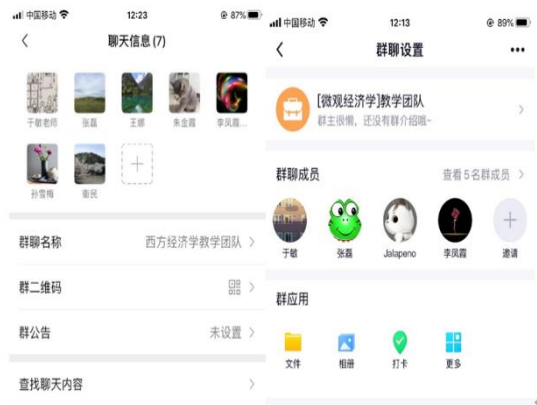 中国移动
12:23
87%
聊天信息(7)
于敏老师
张磊
王娜
朱金霞
李凤霞...
孙雪梅
衛民
群聊名称
西方经济学教学团队
群二维码
群公告
未设置
查找聊天内容
中国移动
12:13
89%
群聊设置
[微观经济学]教学团队
群主很懒，还没有群介绍哦~
群聊成员
查看5名群成员
于敏
张磊
Jalapeno
李凤霞
邀请
群应用
文件
相册
打卡
更多